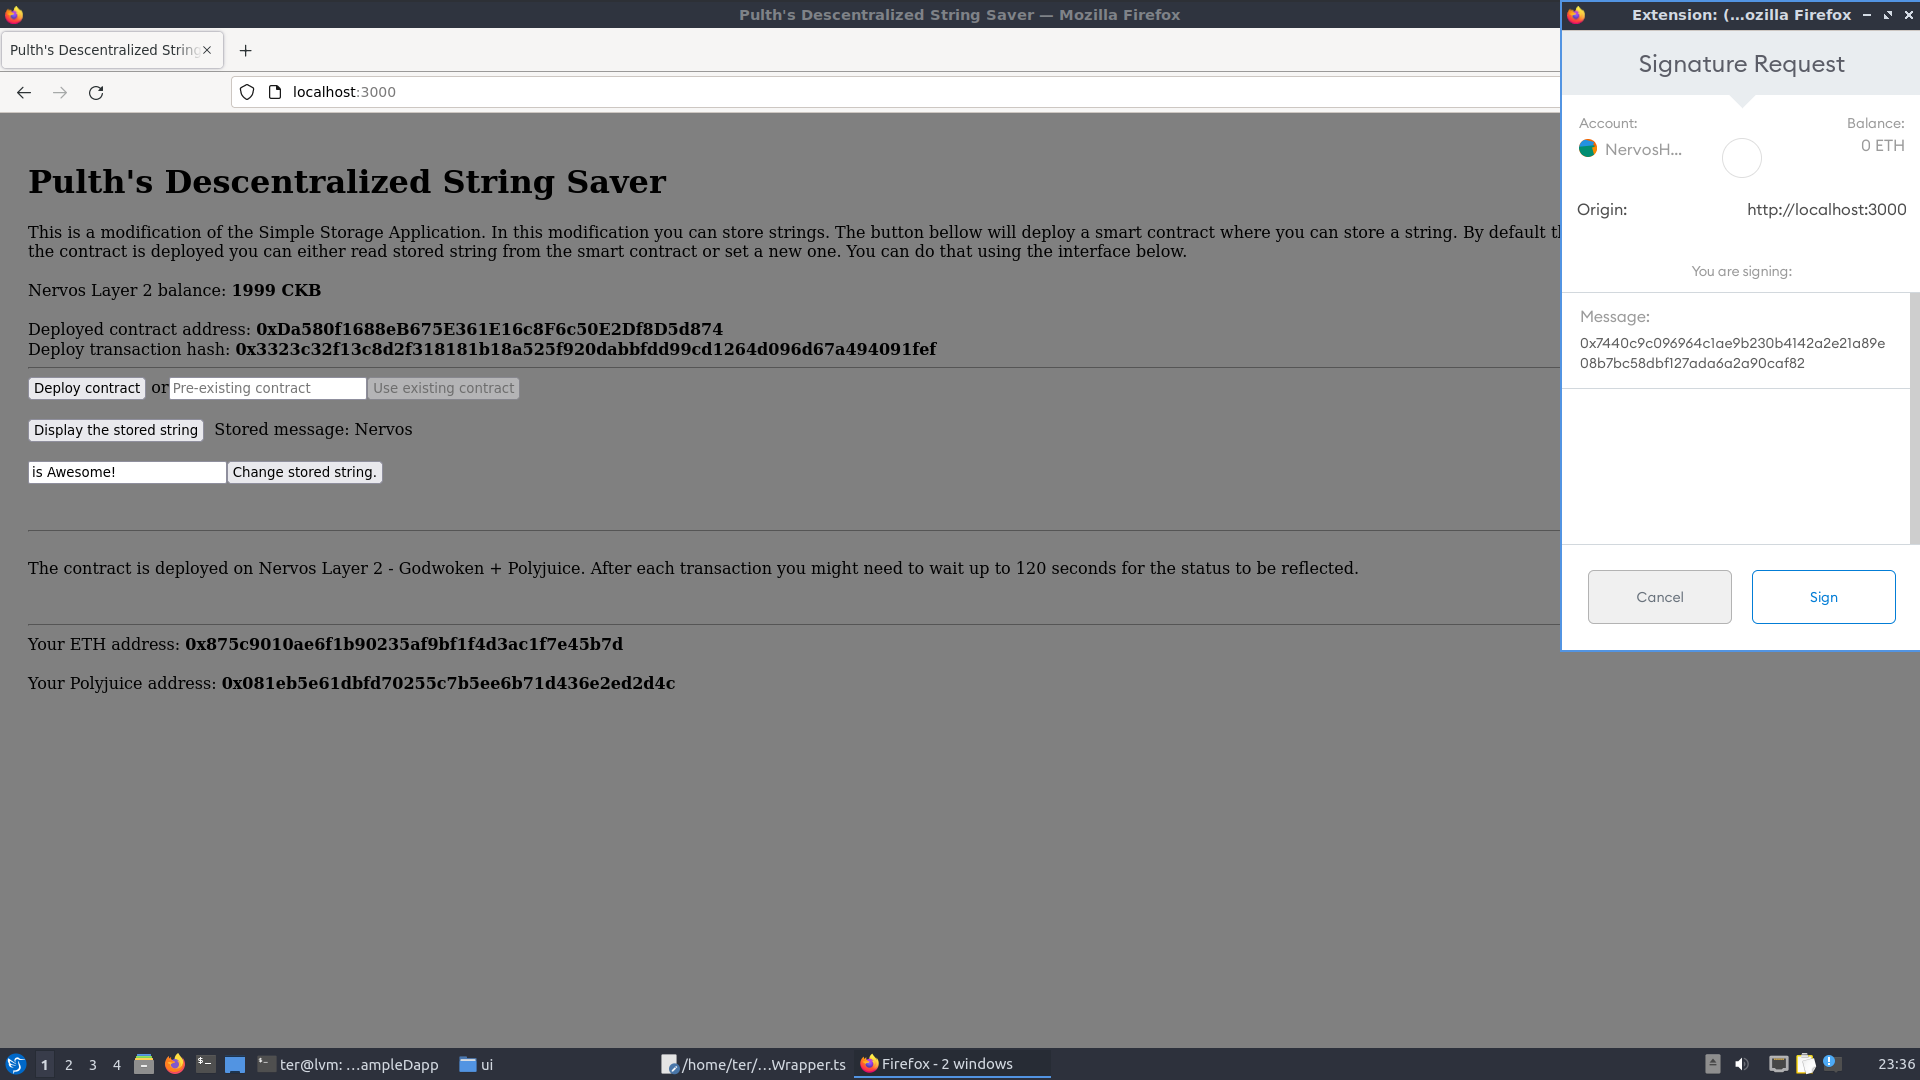 Pulth's Descentralized String Saver — Mozilla Firefox
Pulth's Descentralized String
localhost:3000
Pulth's Descentralized String Saver
This is a modification of the Simple Storage Application. In this modification you can store strings. The button bellow will deploy a smart contract where you can store a string. By default
the contract is deployed you can either read stored string from the smart contract or set a new one. You can do that using the interface below.
Nervos Layer 2 balance: 1999 CKB
Deployed contract address: 0xDa580f1688eB675E361E16c8F6c50E2Df8D5d874
Deploy transaction hash: 0x3323c32f13c8d2f318181b18a525f920dabbfdd99cd1264d096d67a494091fef
Deploy contract or Pre-existing contract Use existing contract
Display the stored string Stored message: Nervos
is Awesome! Change stored string.
The contract is deployed on Nervos Layer 2 - Godwoken + Polyjuice. After each transaction you might need to wait up to 120 seconds for the status to be reflected.
Your ETH address: 0x875c9010ae6f1b90235af9bf1f4d3ac1f7e45b7d
Your Polyjuice address: 0x081eb5e61dbfd70255c7b5ee6b71d436e2ed2d4c
Extension: (...ozilla Firefox
Signature Request
Account: Balance:
NervosH... 0 ETH
Origin: http://localhost:3000
You are signing:
Message:
0x7440c9c096964c1ae9b230b4142a2e21a89e
08b7bc58dbf127ada6a2a90caf82
Cancel Sign
1 2 3 4 ter@lvm: ...ampleDapp ui /home/ter/...Wrapper.ts Firefox - 2 windows 23:36